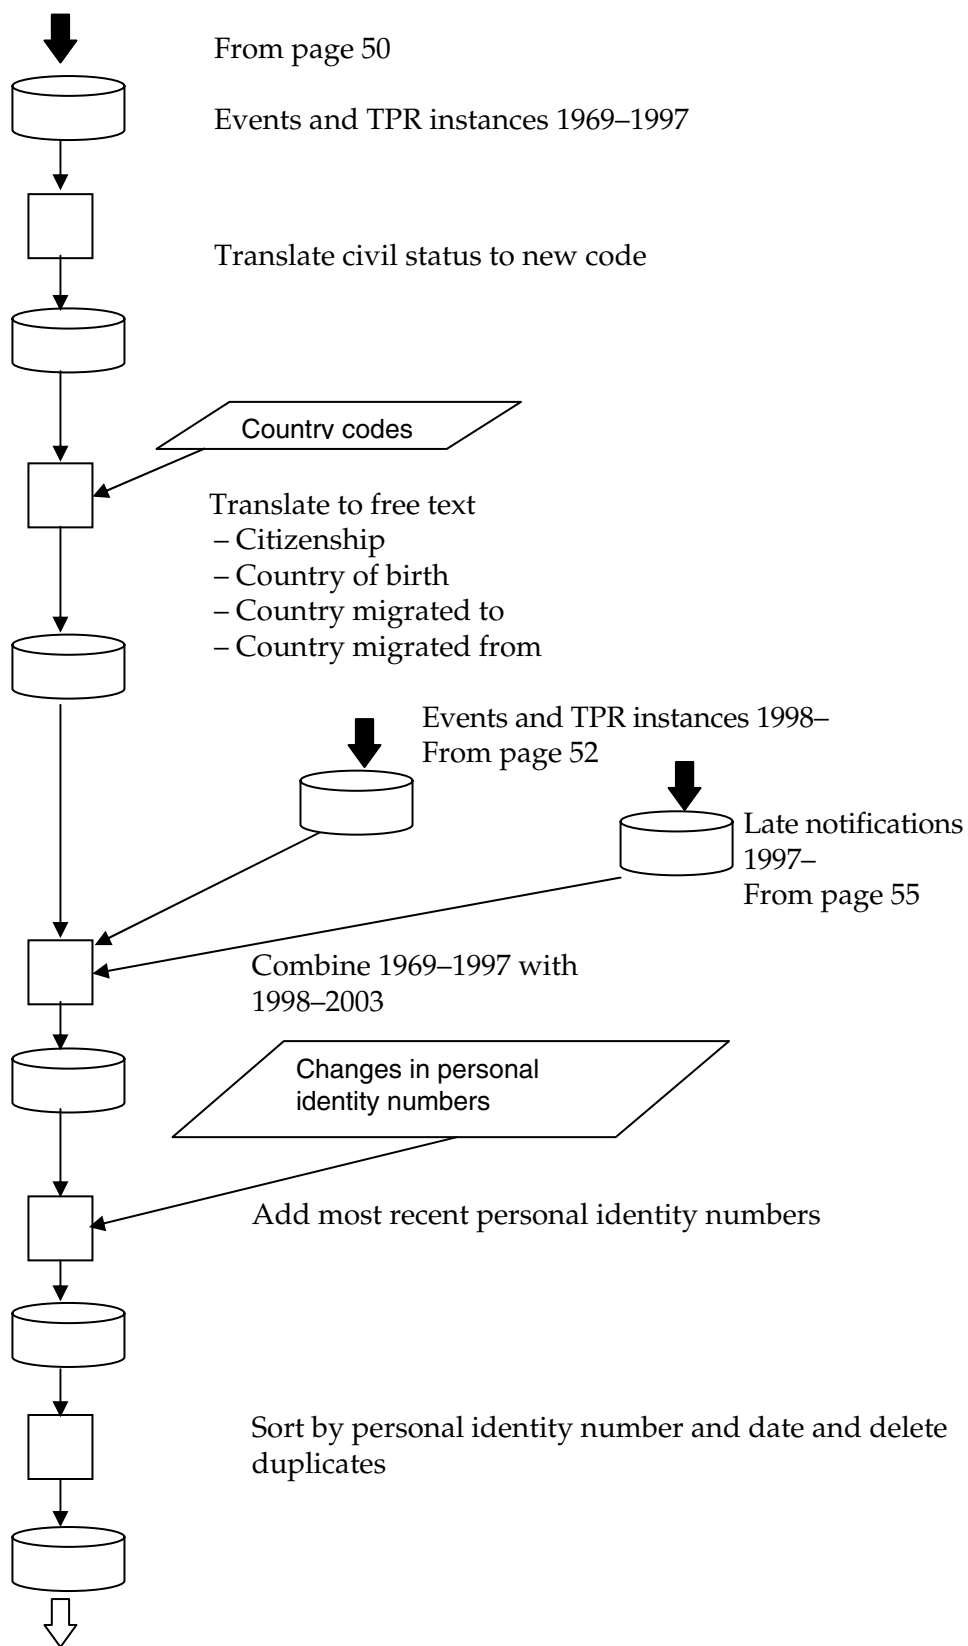 From page 50
Events and TPR instances 1969–1997
Translate civil status to new code
Country codes
Translate to free text
– Citizenship
– Country of birth
– Country migrated to
– Country migrated from
Events and TPR instances 1998–
From page 52
Late notifications
1997–
From page 55
Combine 1969–1997 with
1998–2003
Changes in personal
identity numbers
Add most recent personal identity numbers
Sort by personal identity number and date and delete
duplicates